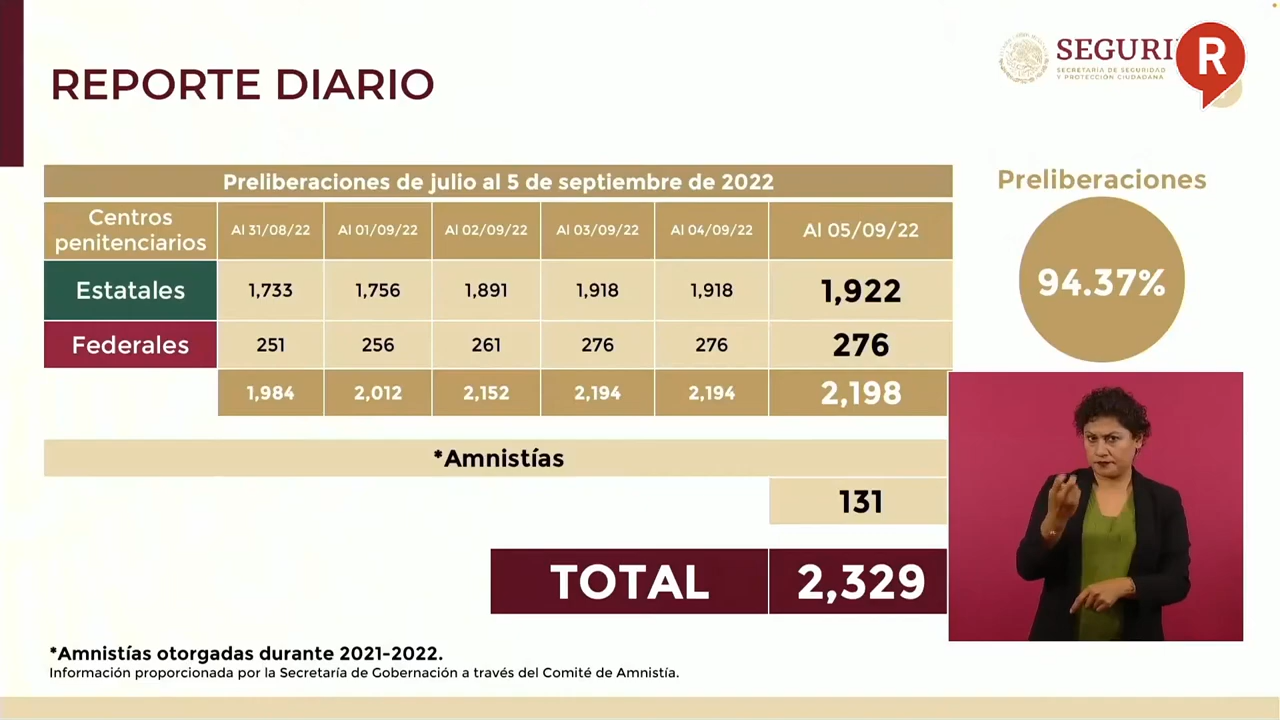 REPORTE DIARIO
SEGURI
SECRETARÍA DE SEGURIDAD
Y PROTECCIÓN CIUDADANA
R
Preliberaciones de julio al 5 de septiembre de 2022
Centros penitenciarios Al 31/08/22 Al 01/09/22 Al 02/09/22 Al 03/09/22 Al 04/09/22 Al 05/09/22
Estatales 1,733 1,756 1,891 1,918 1,918 1,922
Federales 251 256 261 276 276 276
1,984 2,012 2,152 2,194 2,194 2,198
Preliberaciones
94.37%
*Amnistías
131
TOTAL 2,329
*Amnistías otorgadas durante 2021-2022.
Información proporcionada por la Secretaría de Gobernación a través del Comité de Amnistía.